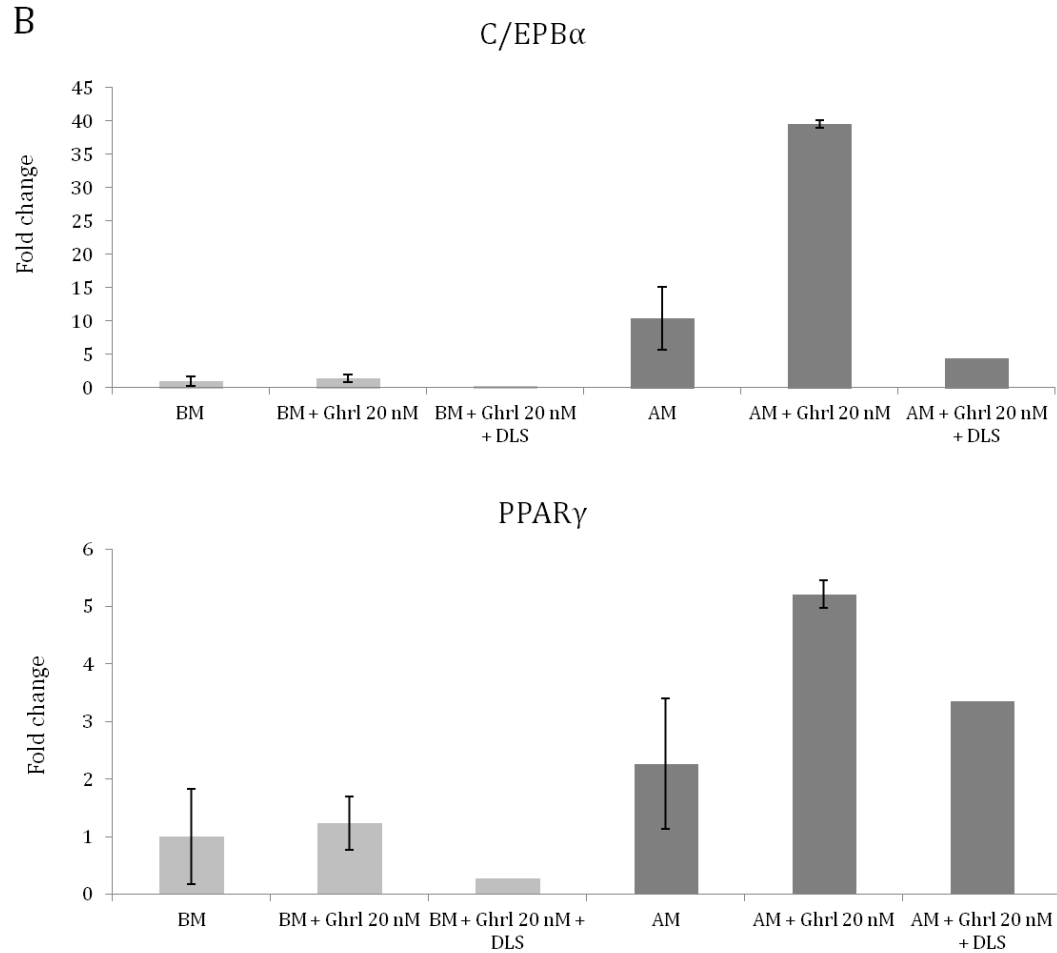 B
C/EPBα
Fold change
45
40
35
30
25
20
15
10
5
0
BM
BM + Ghrl 20 nM
BM + Ghrl 20 nM
+ DLS
AM
AM + Ghrl 20 nM
AM + Ghrl 20 nM
+ DLS
PPARγ
Fold change
6
5
4
3
2
1
0
BM
BM + Ghrl 20 nM
BM + Ghrl 20 nM +
DLS
AM
AM + Ghrl 20 nM
AM + Ghrl 20 nM
+ DLS